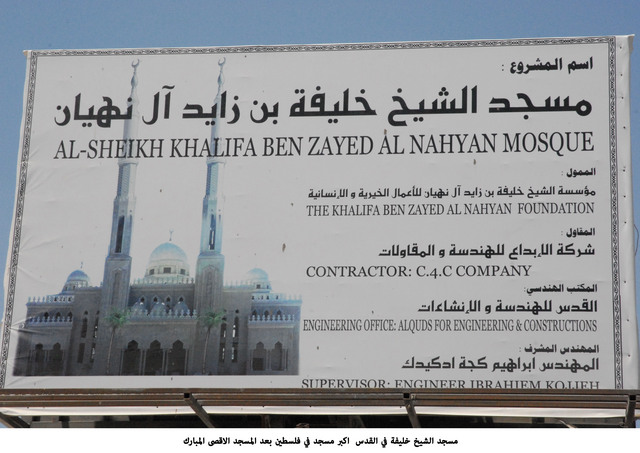 اسم المشروع :
مسجد الشيخ خليفة بن زايد آل نهيان
AL-SHEIKH KHALIFA BEN ZAYED AL NAHYAN MOSQUE
الممول :
مؤسسة الشيخ خليفة بن زايد آل نهيان للأعمال الخيرية و الإنسانية
THE KHALIFA BEN ZAYED AL NAHYAN FOUNDATION
المقاول :
شركة الإبداع للهندسة و المقاولات
CONTRACTOR: C.4.C COMPANY
المكتب الهندسي:
القدس للهندسة و الإنشاءات
ENGINEERING OFFICE: ALQUDS FOR ENGINEERING & CONSTRUCTIONS
المهندس المشرف :
المهندس ابراهيم كجة ادكيدك
SUPERVISOR: ENGINEER IBRAHIEM
مسجد الشيخ خليفة في القدس اكبر مسجد في فلسطين بعد المسجد الاقصى المبارك